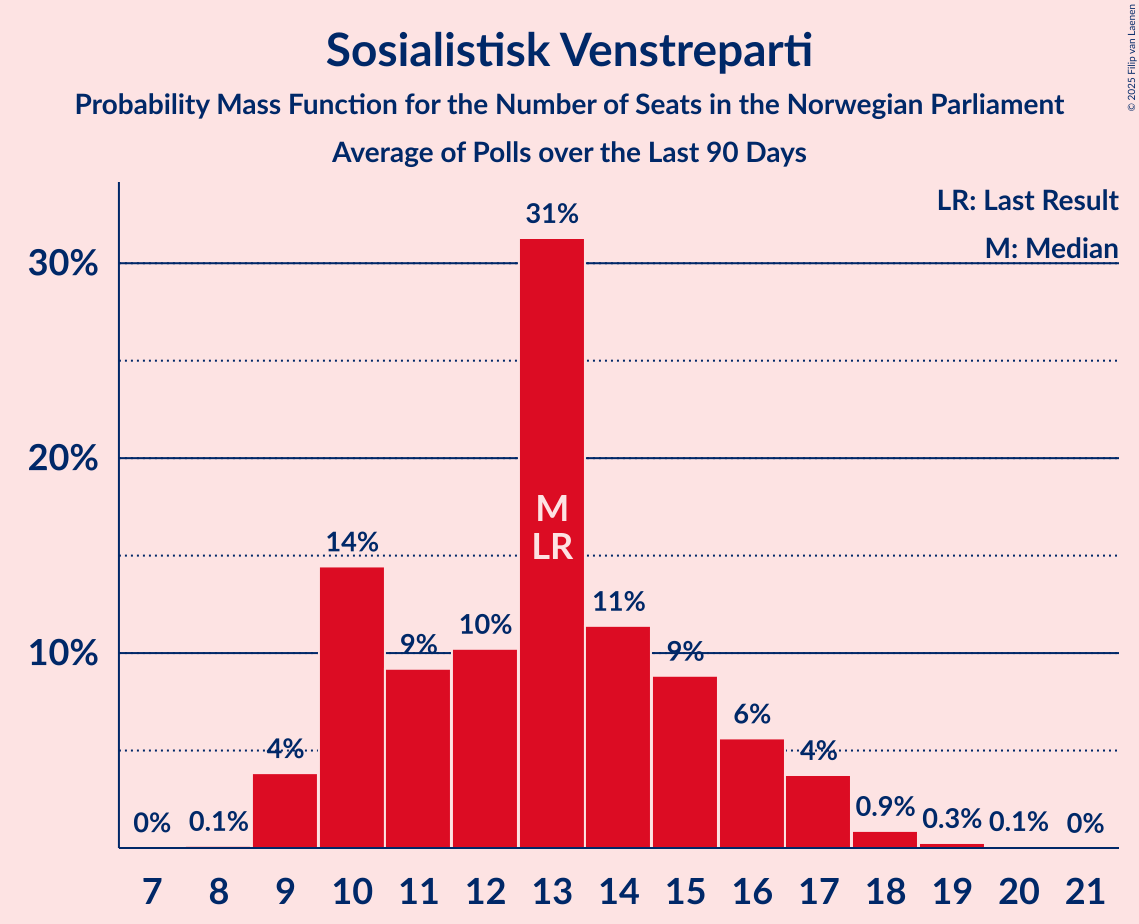 Sosialistisk Venstreparti
Probability Mass Function for the Number of Seats in the Norwegian Parliament
Average of Polls over the Last 90 Days
© 2025 Filip van Laenen
LR: Last Result
M: Median
30%
20%
10%
0%
0.1%
4%
14%
9%
10%
31%
11%
9%
6%
4%
0.9%
0.3%
0.1%
0%
M
LR
7 8 9 10 11 12 13 14 15 16 17 18 19 20 21